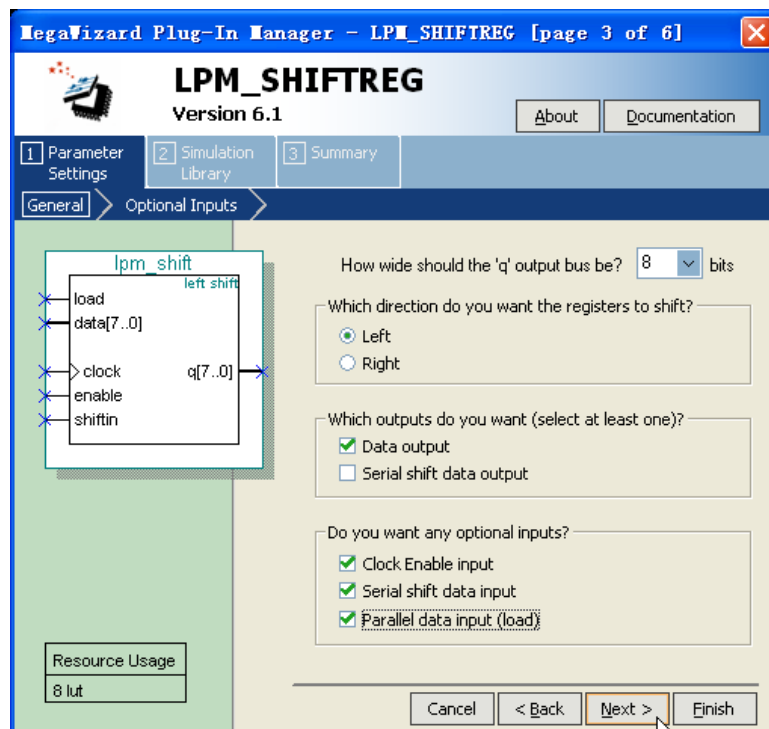 MegaWizard Plug-In Manager - LPM_SHIFTREG [page 3 of 6]
LPM_SHIFTREG
Version 6.1
About
Documentation
1 Parameter Settings
2 Simulation Library
3 Summary
General
Optional Inputs
lpm_shift
left shift
load
data[7..0]
clock
q[7..0]
enable
shiftin
How wide should the 'q' output bus be? 8 bits
Which direction do you want the registers to shift?
Left
Right
Which outputs do you want (select at least one)?
Data output
Serial shift data output
Do you want any optional inputs?
Clock Enable input
Serial shift data input
Parallel data input (load)
Resource Usage
8 lut
Cancel
< Back
Next >
Finish